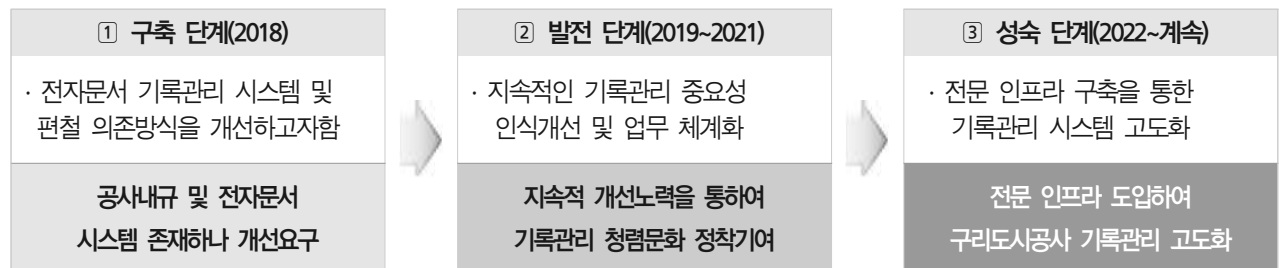 ① 구축 단계(2018)
· 전자문서 기록관리 시스템 및
편철 의존방식을 개선하고자함
공사내규 및 전자문서
시스템 존재하나 개선요구
② 발전 단계(2019~2021)
· 지속적인 기록관리 중요성
인식개선 및 업무 체계화
지속적 개선노력을 통하여
기록관리 청렴문화 정착기여
③ 성숙 단계(2022~계속)
· 전문 인프라 구축을 통한
기록관리 시스템 고도화
전문 인프라 도입하여
구리도시공사 기록관리 고도화